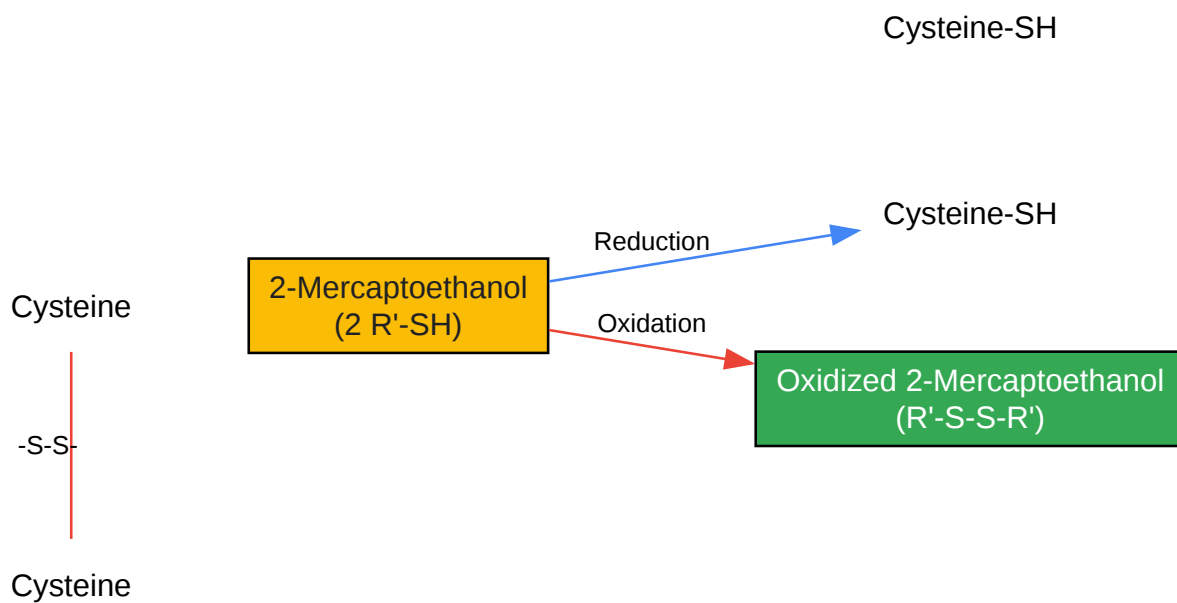 Cysteine-SH
Cysteine-SH
Reduction
2-Mercaptoethanol
(2 R'-SH)
Cysteine
Oxidation
Oxidized 2-Mercaptoethanol
(R'-S-S-R')
-S-S-
Cysteine